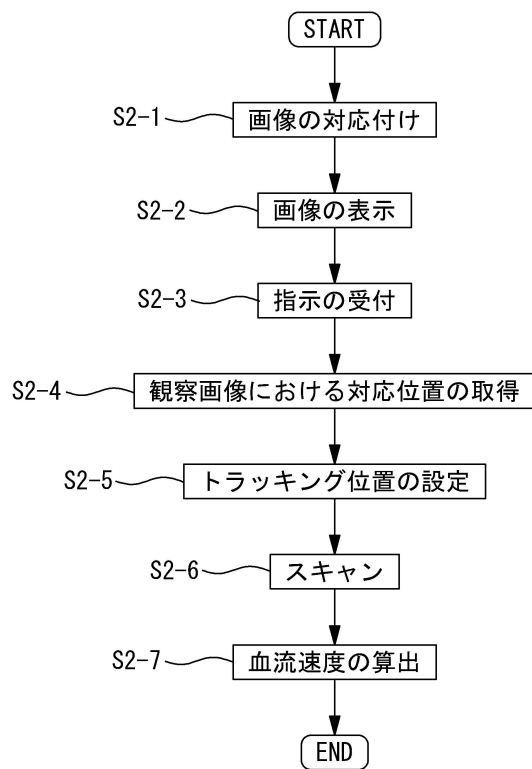 START
S2-1 画像の対応付け
S2-2 画像の表示
S2-3 指示の受付
S2-4 観察画像における対応位置の取得
S2-5 トラッキング位置の設定
S2-6 スキャン
S2-7 血流速度の算出
END